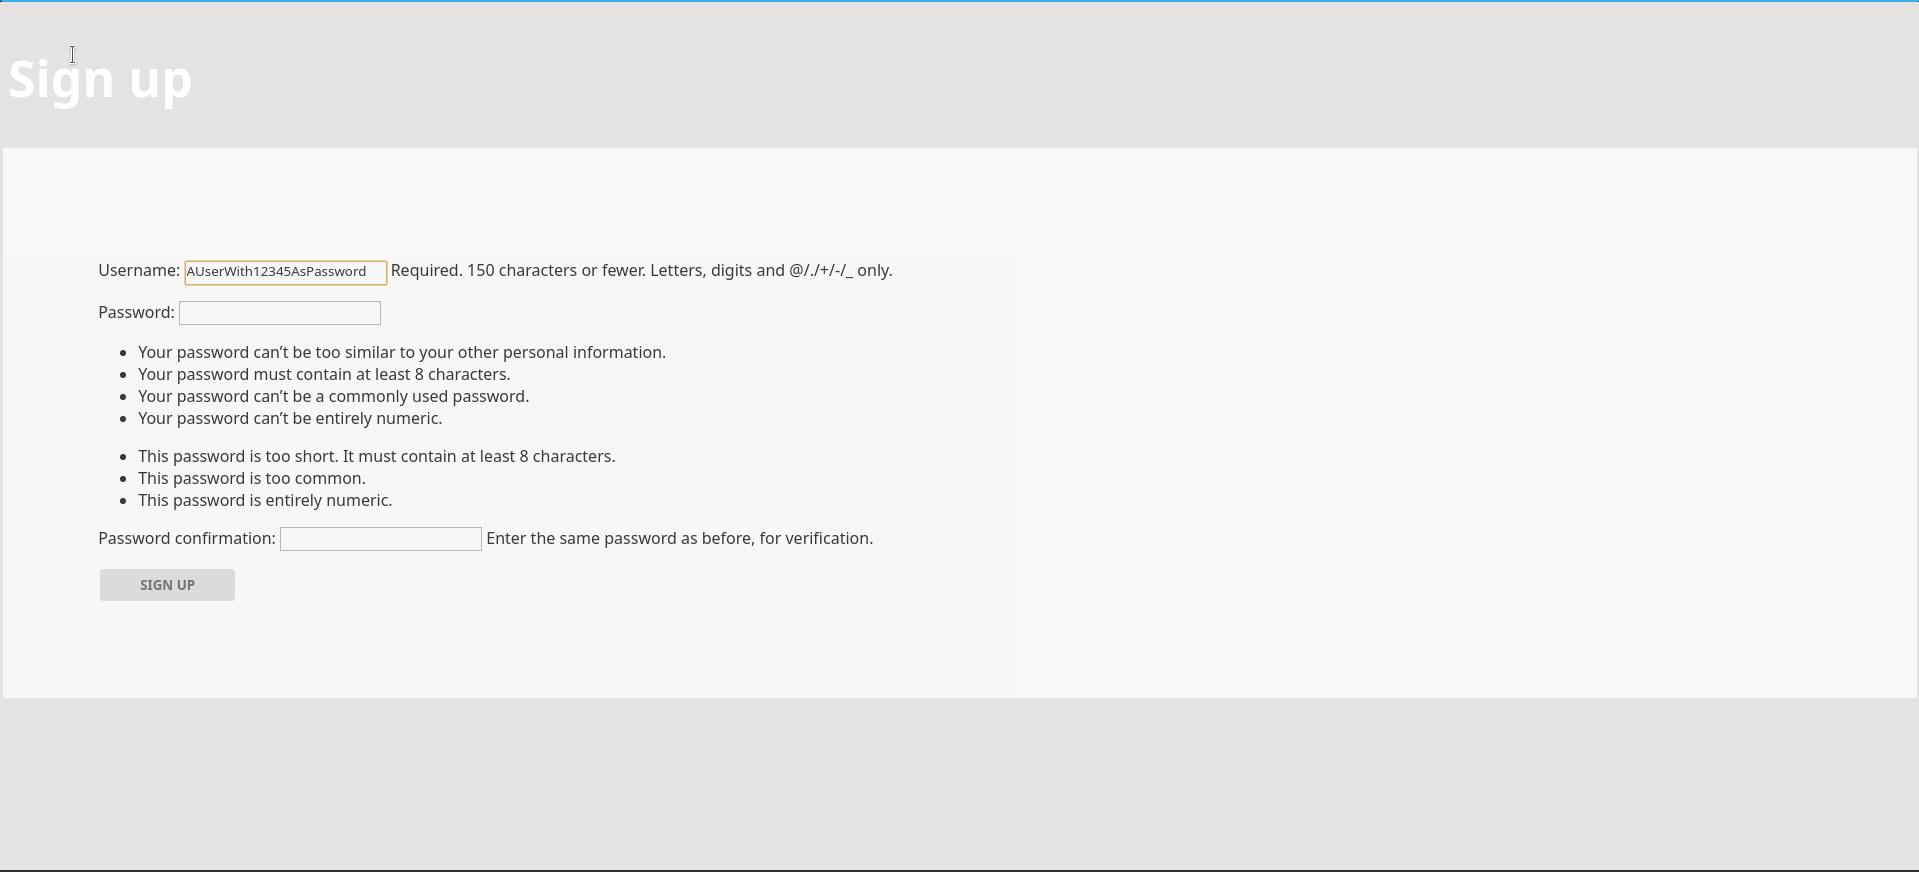 Sign up
Username: AUserWith12345AsPassword Required. 150 characters or fewer. Letters, digits and @/./+/-/_ only.
Password:
• Your password can’t be too similar to your other personal information.
• Your password must contain at least 8 characters.
• Your password can’t be a commonly used password.
• Your password can’t be entirely numeric.
• This password is too short. It must contain at least 8 characters.
• This password is too common.
• This password is entirely numeric.
Password confirmation: Enter the same password as before, for verification.
SIGN UP